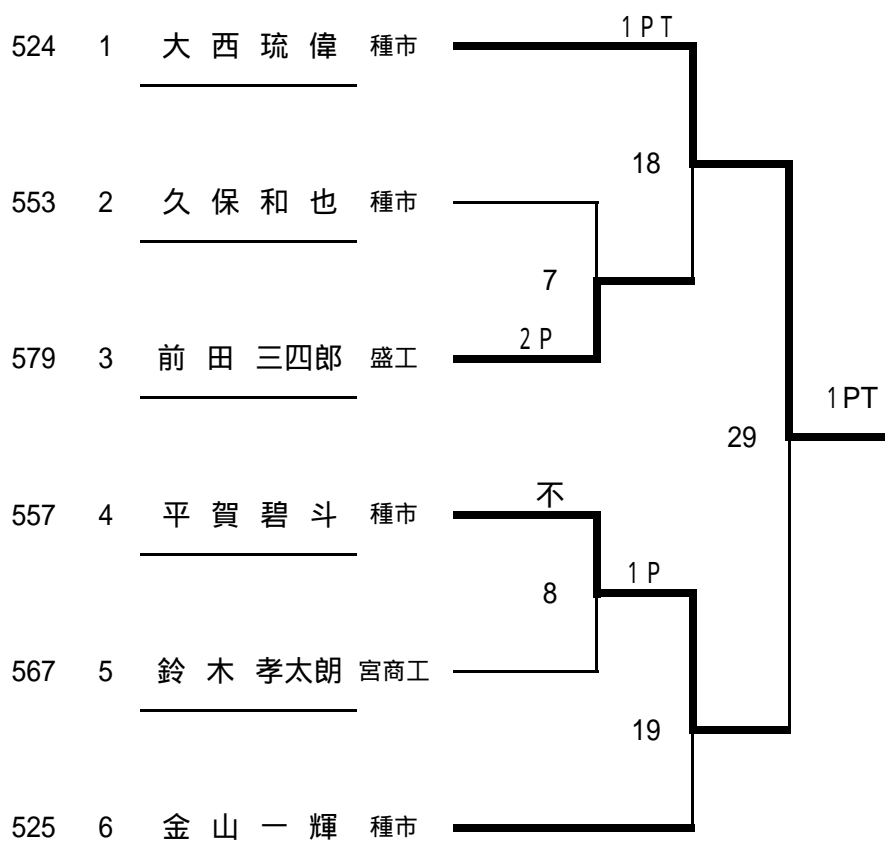 1PT
524 1 大西琉偉 種市
18
553 2 久保和也 種市
7
2P
579 3 前田三四郎 盛工
1PT
29
不
557 4 平賀碧斗 種市
1P
8
567 5 鈴木孝太朗 宮商工
19
525 6 金山一輝 種市